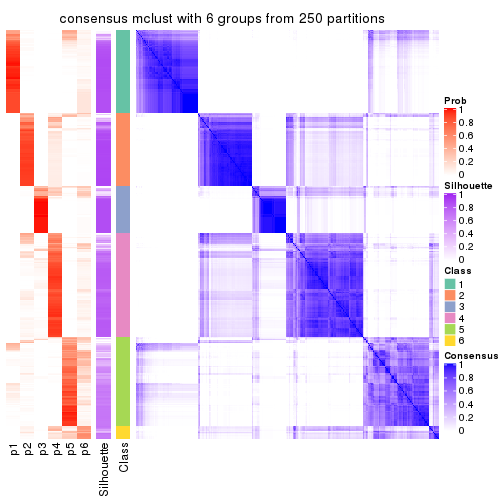 consensus mclust with 6 groups from 250 partitions
Prob
1
0.8
0.6
0.4
0.2
0
Silhouette
1
0.8
0.6
0.4
0.2
0
Class
1
2
3
4
5
6
Consensus
1
0.8
0.6
0.4
0.2
0
p1
p2
p3
p4
p5
p6
Silhouette
Class